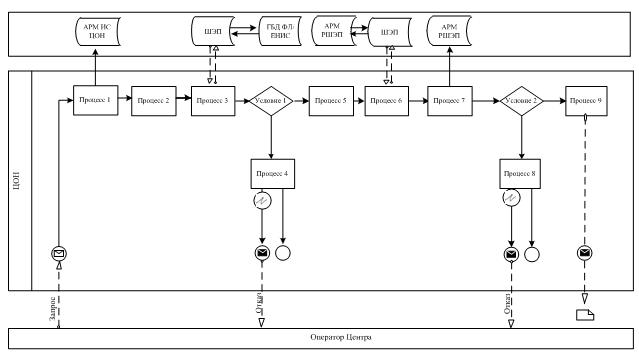 АРМ ИС
ЦОН
ШЭП
ГБД ФЛ-
ЕНИС
АРМ
РШЭП
ШЭП
АРМ
РШЭП
ЦОН
Процесс 1
Процесс 2
Процесс 3
Условие 1
Процесс 5
Процесс 6
Процесс 7
Условие 2
Процесс 9
Процесс 4
Процесс 8
Запрос
Отказ
Отказ
Оператор Центра